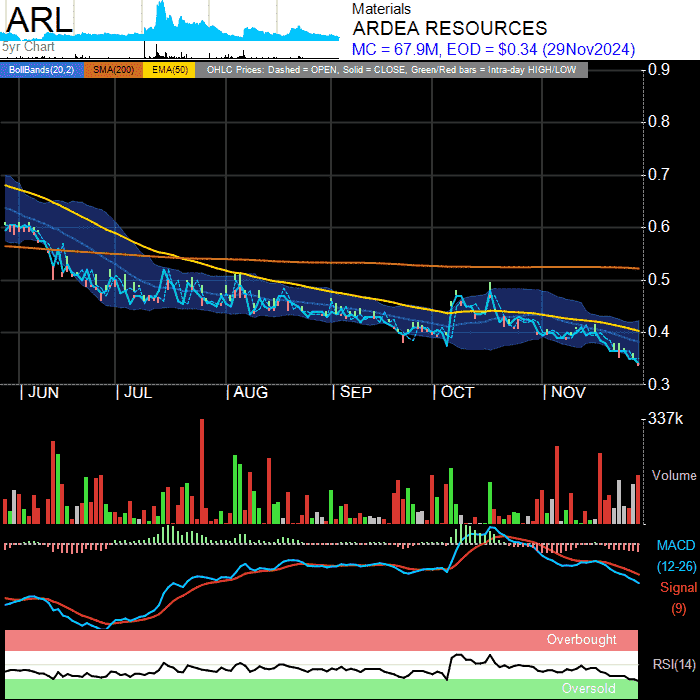 ARL
5yr Chart
Materials
ARDEA RESOURCES
MC = 67.9M, EOD = $0.34 (29Nov2024)
BollBands(20,2) SMA(200) EMA(50) OHLC Prices: Dashed = OPEN, Solid = CLOSE, Green/Red bars = Intra-day HIGH/LOW
0.9
0.8
0.7
0.6
0.5
0.4
0.3
JUN JUL AUG SEP OCT NOV
337k
Volume
MACD
(12-26)
Signal
(9)
Overbought
RSI(14)
Oversold